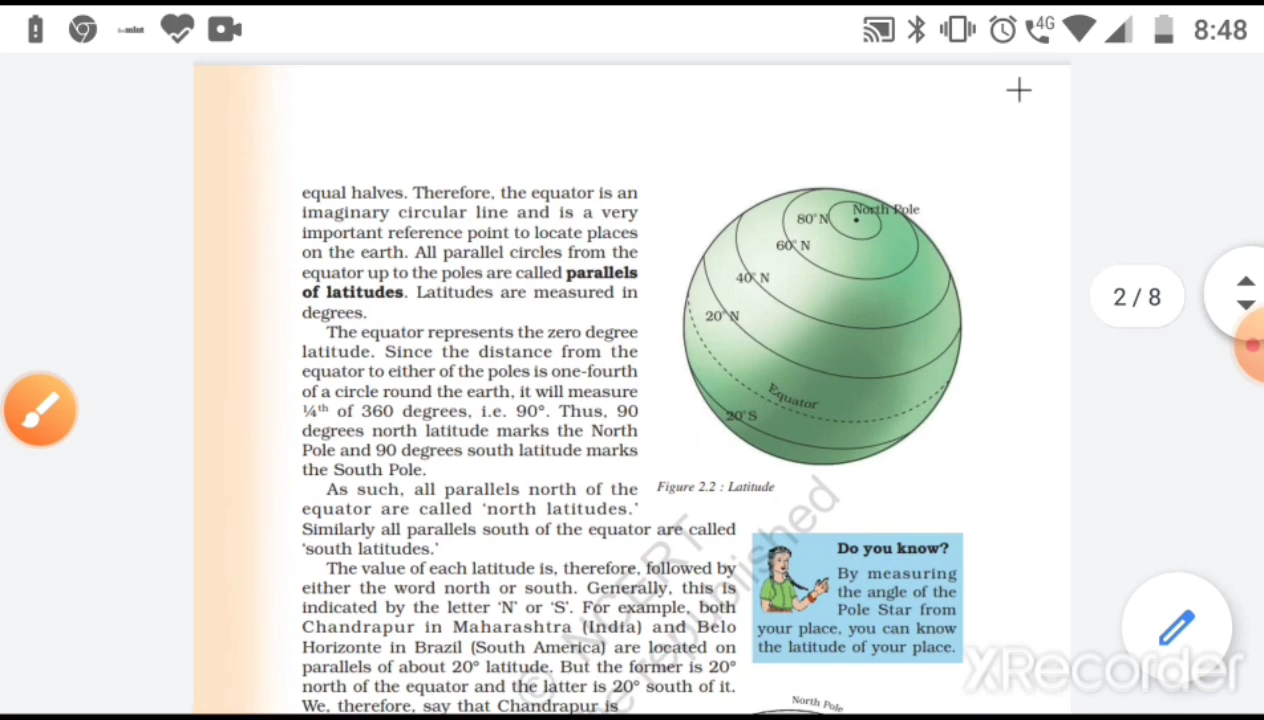 8:48
equal halves. Therefore, the equator is an
imaginary circular line and is a very
important reference point to locate places
on the earth. All parallel circles from the
equator up to the poles are called parallels
of latitudes. Latitudes are measured in
degrees.
The equator represents the zero degree
latitude. Since the distance from the
equator to either of the poles is one-fourth
of a circle round the earth, it will measure
¼th of 360 degrees, i.e. 90°. Thus, 90
degrees north latitude marks the North
Pole and 90 degrees south latitude marks
the South Pole.
As such, all parallels north of the
equator are called ‘north latitudes.’
Similarly all parallels south of the equator are called
‘south latitudes.’
The value of each latitude is, therefore, followed by
either the word north or south. Generally, this is
indicated by the letter ‘N’ or ‘S’. For example, both
Chandrapur in Maharashtra (India) and Belo
Horizonte in Brazil (South America) are located on
parallels of about 20° latitude. But the former is 20°
north of the equator and the latter is 20° south of it.
We, therefore, say that Chandrapur is
North Pole
80° N
60° N
40° N
20° N
Equator
20° S
Figure 2.2 : Latitude
Do you know?
By measuring
the angle of the
Pole Star from
your place, you can know
the latitude of your place.
North Pole
2 / 8
4G
© NCERT
be republished
XRecorder